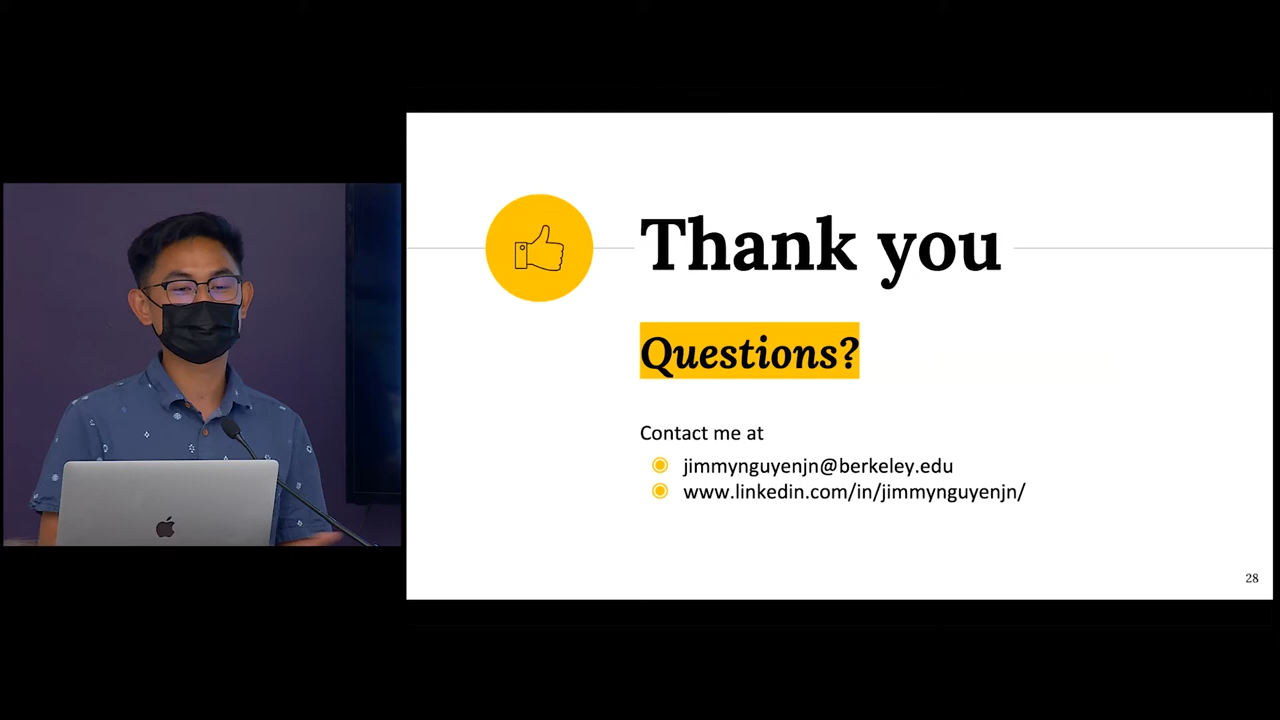 Thank you
Questions?
Contact me at
jimmynguyenjn@berkeley.edu
www.linkedin.com/in/jimmynguyenjn/
28